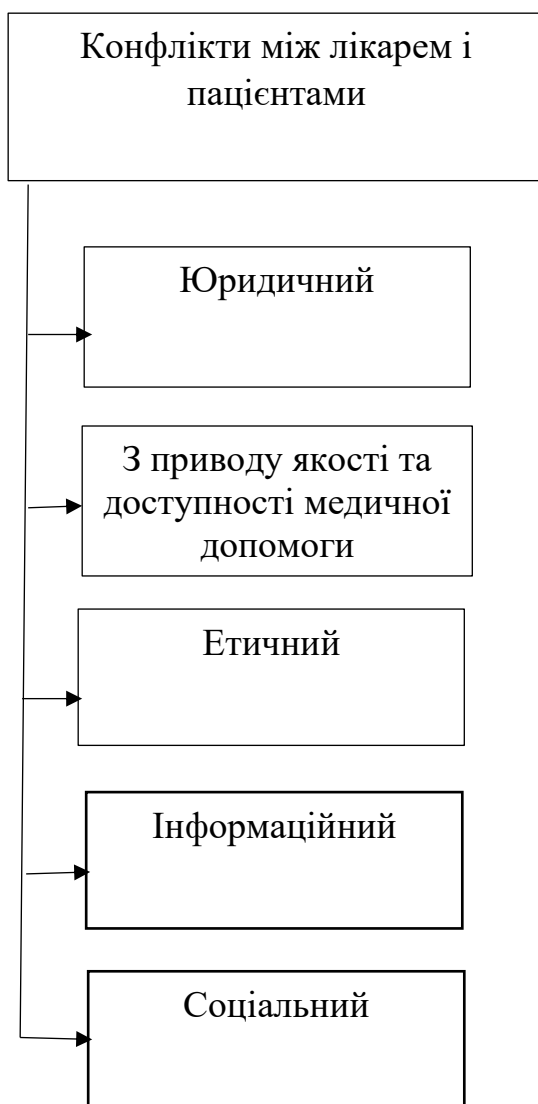 Конфлікти між лікарем і
пацієнтами
Юридичний
З приводу якості та
доступності медичної
допомоги
Етичний
Інформаційний
Соціальний